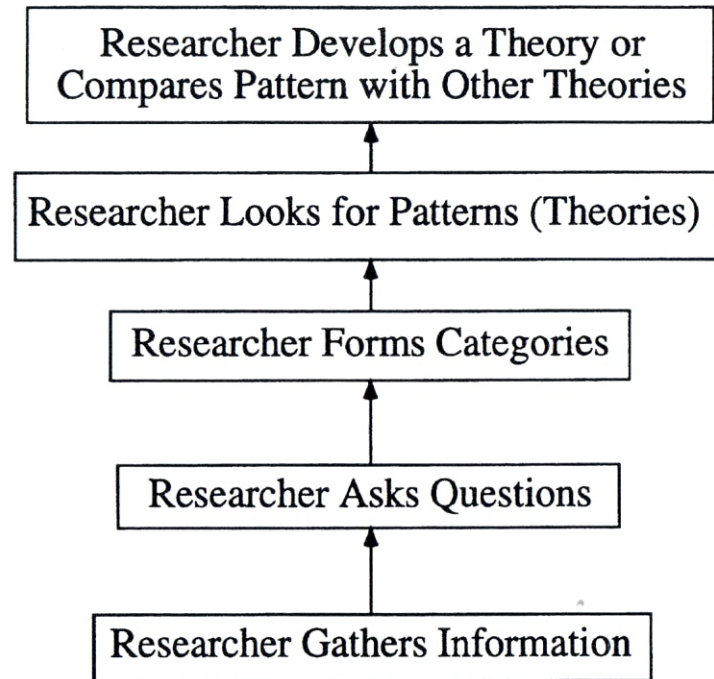 Researcher Develops a Theory or
Compares Pattern with Other Theories
Researcher Looks for Patterns (Theories)
Researcher Forms Categories
Researcher Asks Questions
Researcher Gathers Information